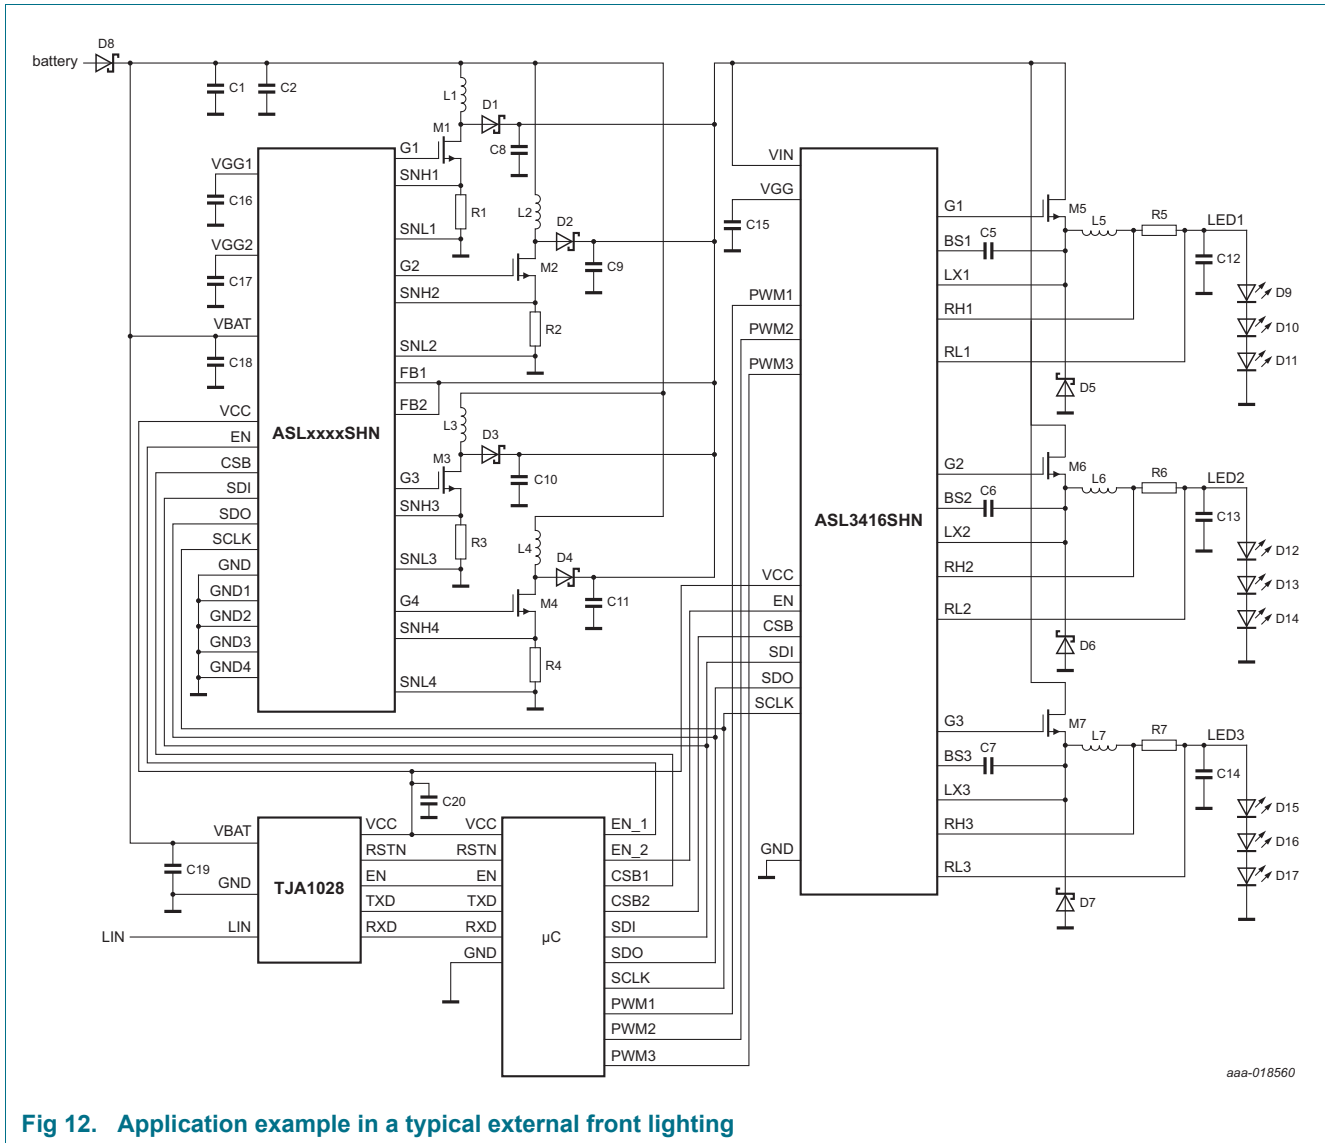 battery
D8
C1
C2
L1
D1
M1
C8
L2
D2
M2
C9
R1
R2
VGG1
C16
VGG2
C17
VBAT
C18
VCC
EN
CSB
SDI
SDO
SCLK
GND
GND1
GND2
GND3
GND4
ASLxxxxSHN
G1
SNH1
SNL1
G2
SNH2
SNL2
FB1
FB2
G3
SNH3
SNL3
G4
SNH4
SNL4
L3
D3
M3
C10
R3
L4
D4
M4
C11
R4
VIN
VGG
C15
PWM1
PWM2
PWM3
VCC
EN
CSB
SDI
SDO
SCLK
GND
ASL3416SHN
G1
BS1
LX1
RH1
RL1
G2
BS2
LX2
RH2
RL2
G3
BS3
LX3
RH3
RL3
M5
C5
L5
R5
LED1
C12
D9
D10
D11
D5
M6
C6
L6
R6
LED2
C13
D12
D13
D14
D6
M7
C7
L7
R7
LED3
C14
D15
D16
D17
D7
C20
VBAT
C19
GND
LIN
LIN
TJA1028
VCC
RSTN
EN
TXD
RXD
VCC
RSTN
EN
TXD
RXD
GND
µC
EN_1
EN_2
CSB1
CSB2
SDI
SDO
SCLK
PWM1
PWM2
PWM3
aaa-018560
Fig 12. Application example in a typical external front lighting